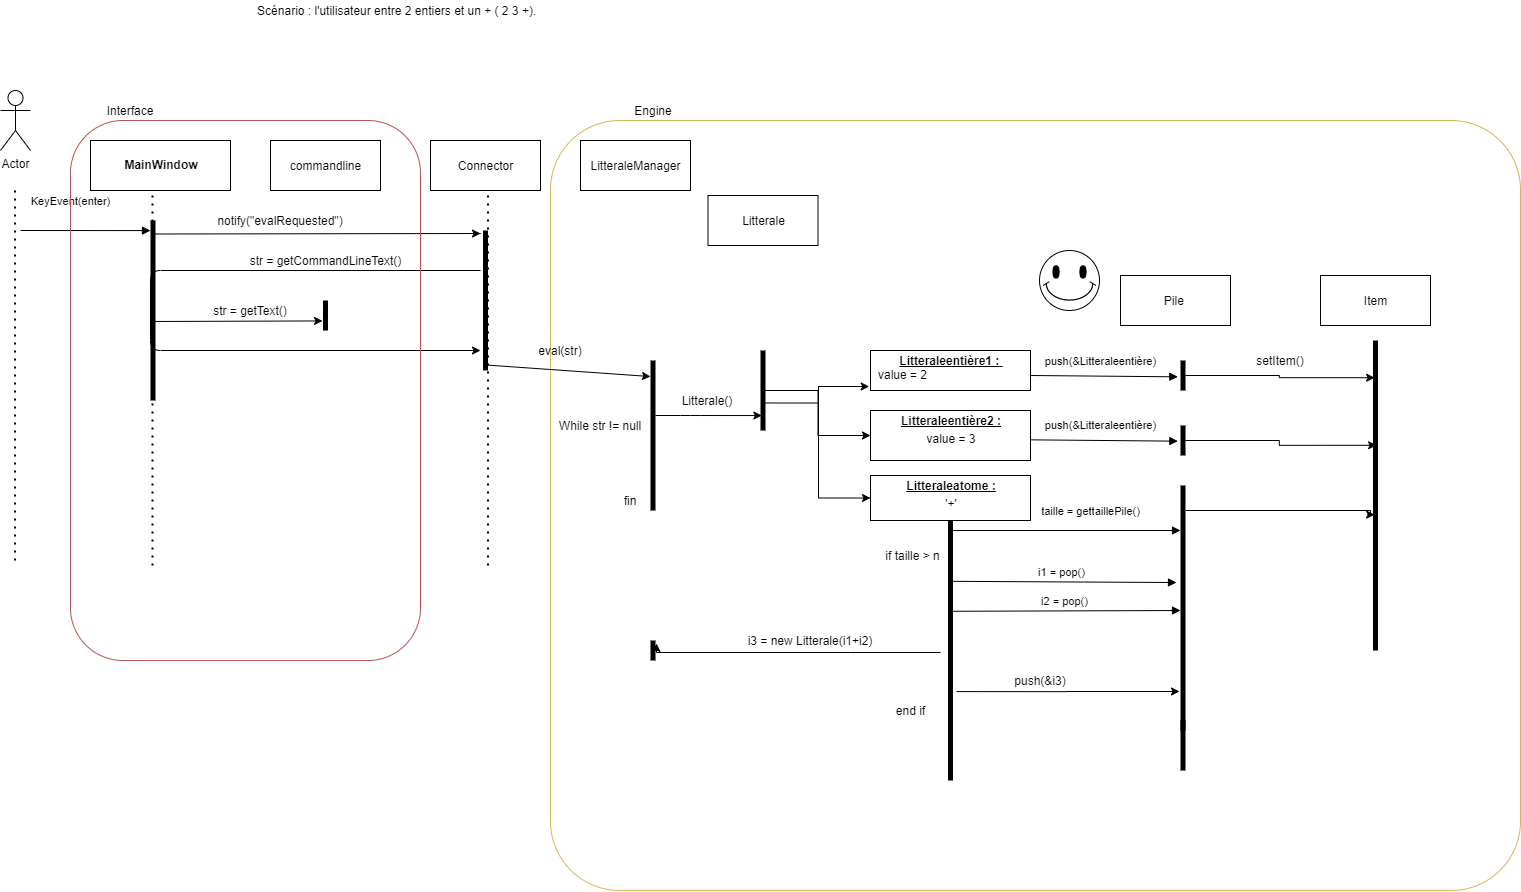 Scénario : l'utilisateur entre 2 entiers et un + ( 2 3 +).
Interface
Engine
Actor
MainWindow
commandline
Connector
LitteraleManager
Litterale
Pile
Item
KeyEvent(enter)
notify("evalRequested")
str = getCommandLineText()
str = getText()
eval(str)
Litterale()
While str != null
fin
Litteraleentière1 :
value = 2
push(&Litteraleentière)
setItem()
Litteraleentière2 :
value = 3
push(&Litteraleentière)
Litteraleatome :
'+'
taille = gettaillePile()
if taille > n
i1 = pop()
i2 = pop()
i3 = new Litterale(i1+i2)
push(&i3)
end if